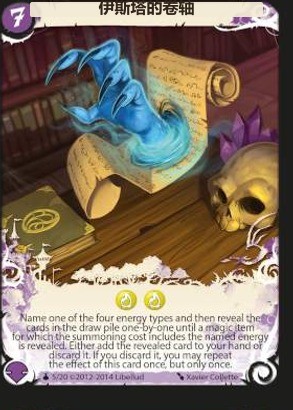 伊斯塔的卷轴
7
Name one of the four energy types and then reveal the
cards in the draw pile one-by-one until a magic item
for which the summoning cost includes the named energy
is revealed. Either add the revealed card to your hand or
discard it. If you discard it, you may repeat
the effect of this card once, but only once.
5/20 ©2012-2014 Libellud
Xavier Collette